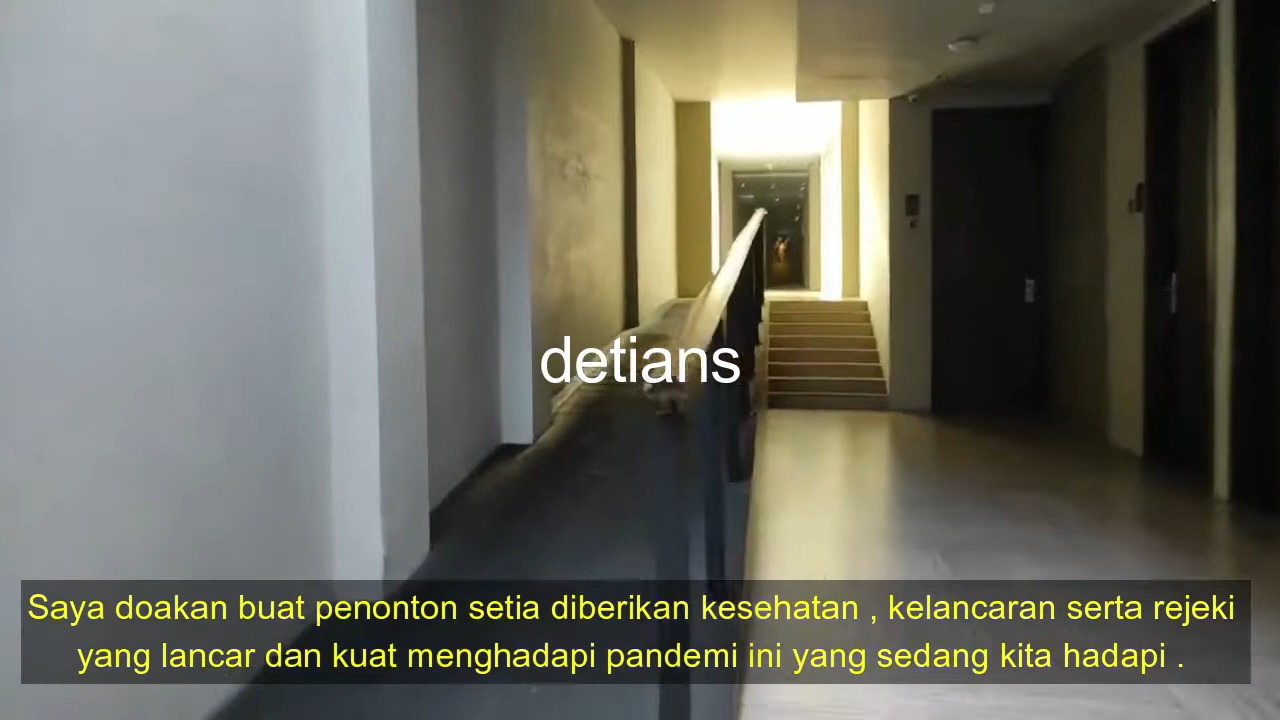 detians
Saya doakan buat penonton setia diberikan kesehatan , kelancaran serta rejeki
yang lancar dan kuat menghadapi pandemi ini yang sedang kita hadapi .